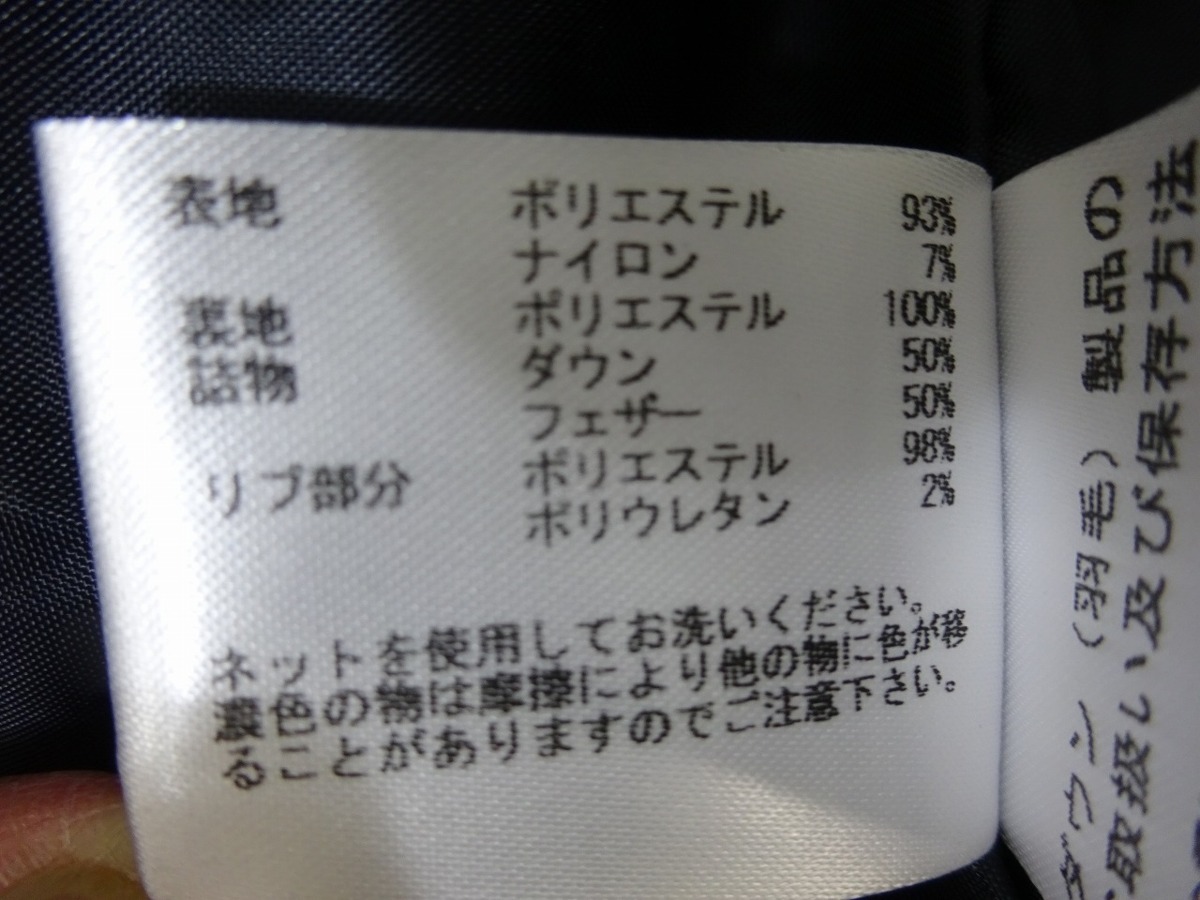 表地 ポリエステル 93%
ナイロン 7%
裏地 ポリエステル 100%
詰物 ダウン 50%
フェザー 50%
リブ部分 ポリエステル 98%
ポリウレタン 2%
ネットを使用してお洗いください。
濃色の物は摩擦により他の物に色が移
ることがありますのでご注意下さい。
ダウン (羽毛) 製品の
取扱い及び保存方法